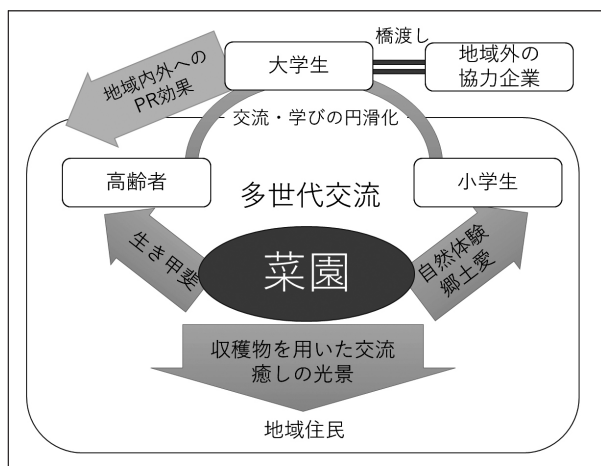 橋渡し
大学生
地域外の
協力企業
地域内外への
PR効果
交流・学びの円滑化
高齢者
小学生
多世代交流
生き甲斐
菜園
自然体験
郷土愛
収穫物を用いた交流
癒しの光景
地域住民